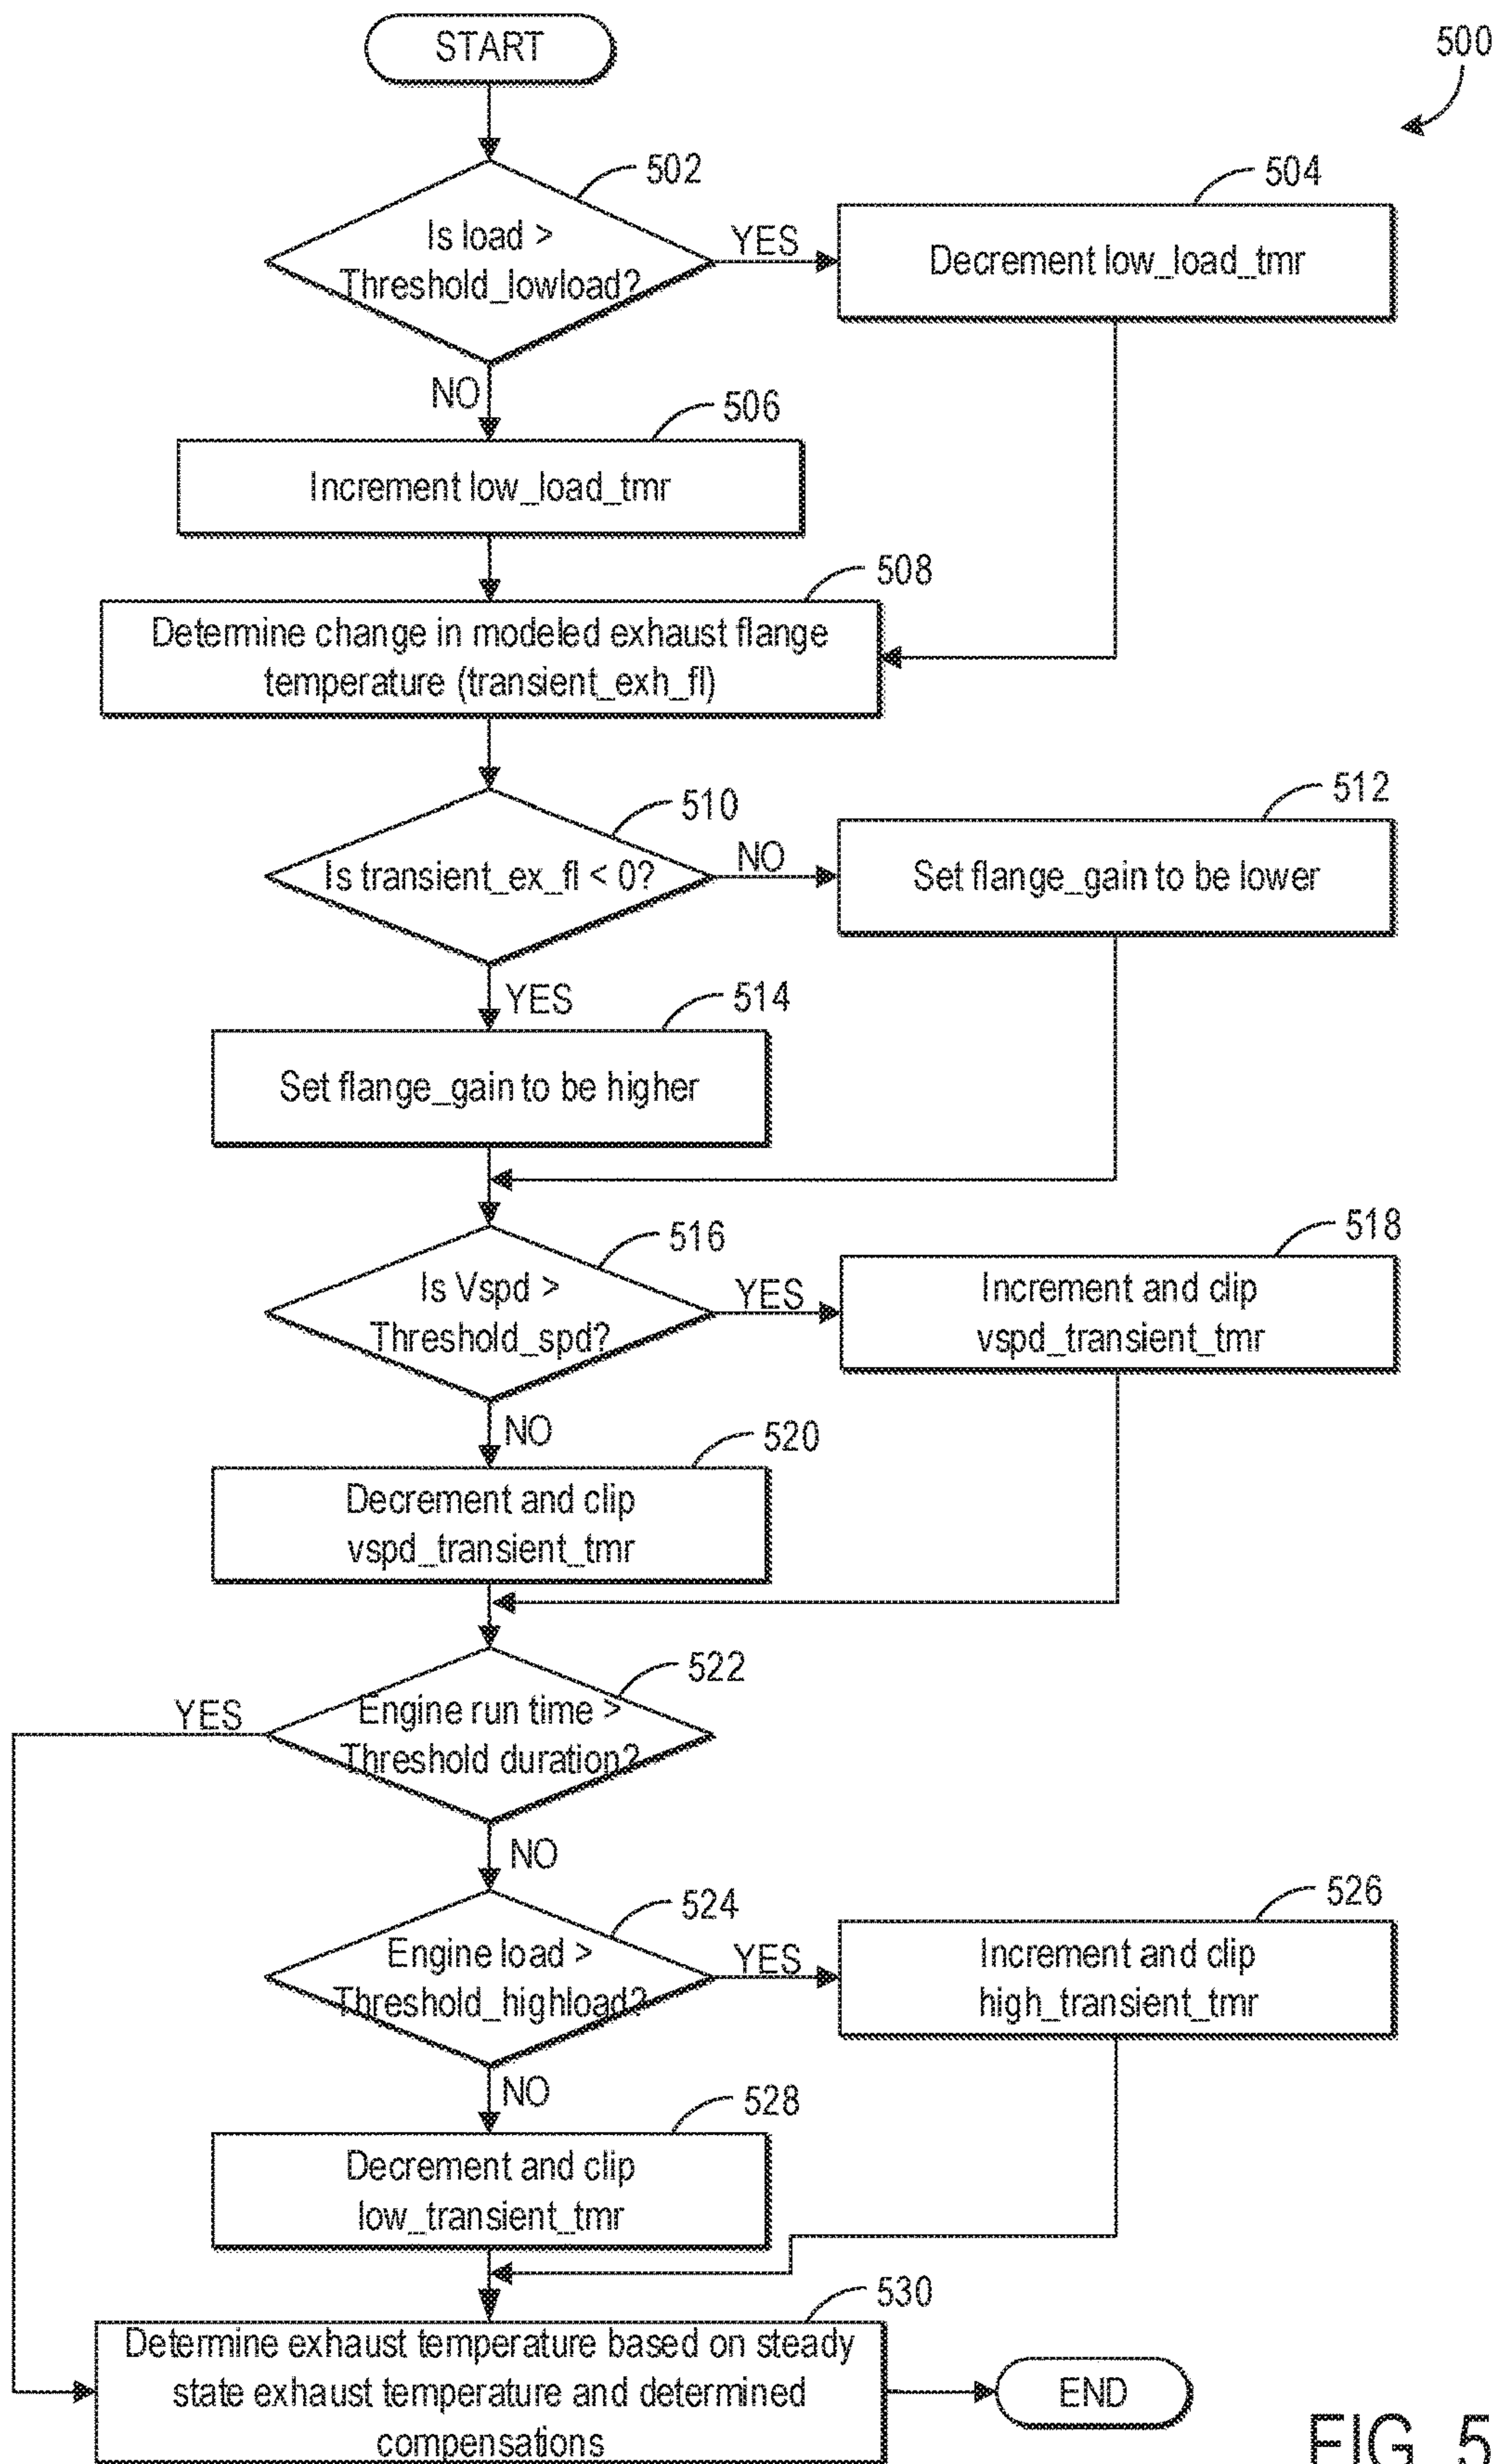 START
500
502
Is load >
Threshold_lowload?
YES
504
Decrement low_load_tmr
NO
506
Increment low_load_tmr
508
Determine change in modeled exhaust flange
temperature (transient_exh_fl)
510
Is transient_ex_fl < 0?
NO
512
Set flange_gain to be lower
YES
514
Set flange_gain to be higher
516
Is Vspd >
Threshold_spd?
YES
518
Increment and clip
vspd_transient_tmr
NO
520
Decrement and clip
vspd_transient_tmr
522
Engine run time >
Threshold duration?
YES
NO
524
Engine load >
Threshold_highload?
YES
526
Increment and clip
high_transient_tmr
NO
528
Decrement and clip
low_transient_tmr
530
Determine exhaust temperature based on steady
state exhaust temperature and determined
compensations
END
FIG. 5